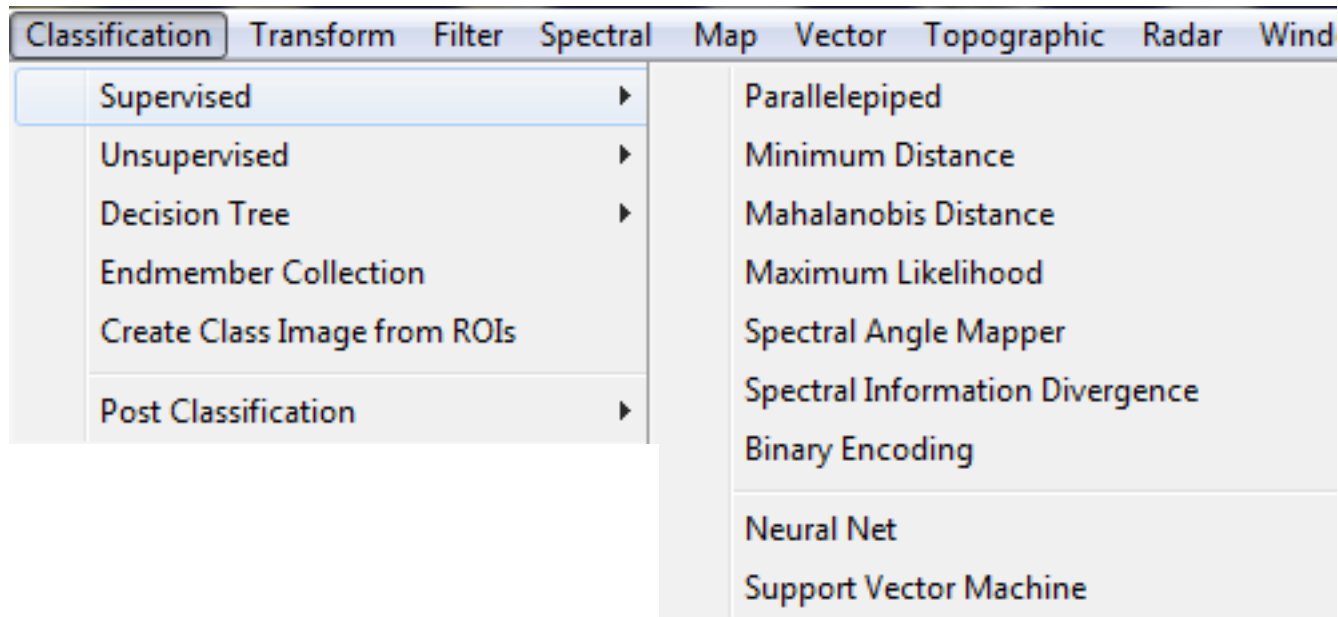 Classification Transform Filter Spectral Map Vector Topographic Radar
Supervised
Unsupervised
Decision Tree
Endmember Collection
Create Class Image from ROIs
Post Classification
Parallelepiped
Minimum Distance
Mahalanobis Distance
Maximum Likelihood
Spectral Angle Mapper
Spectral Information Divergence
Binary Encoding
Neural Net
Support Vector Machine